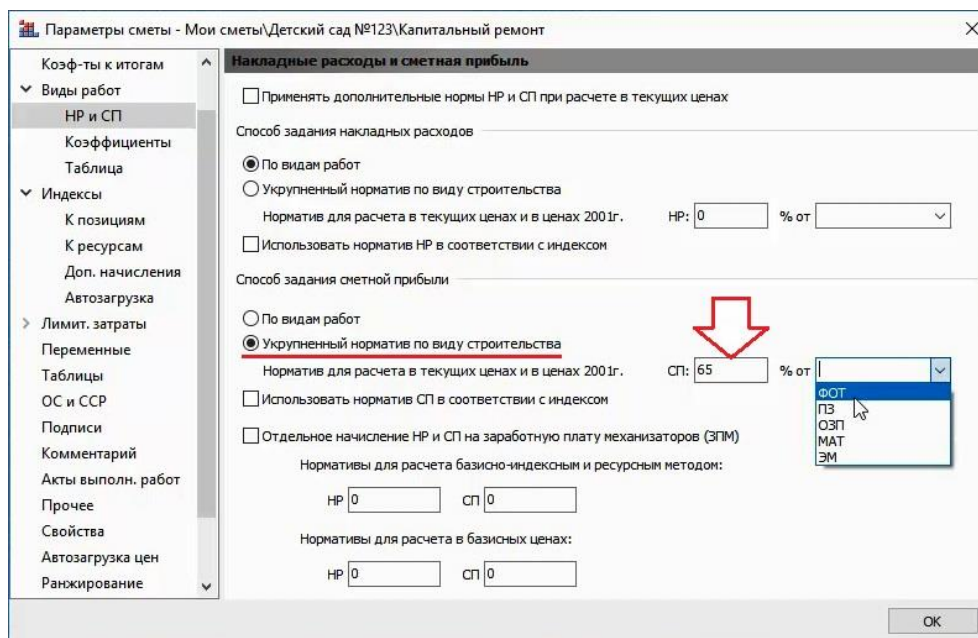 Параметры сметы - Мои сметы\Детский сад №123\Капитальный ремонт
Коэф-ты к итогам
Виды работ
НР и СП
Коэффициенты
Таблица
Индексы
К позициям
К ресурсам
Доп. начисления
Автозагрузка
Лимит. затраты
Переменные
Таблицы
ОС и ССР
Подписи
Комментарий
Акты выполн. работ
Прочее
Свойства
Автозагрузка цен
Ранжирование
Накладные расходы и сметная прибыль
Применять дополнительные нормы НР и СП при расчете в текущих ценах
Способ задания накладных расходов
По видам работ
Укрупненный норматив по виду строительства
Норматив для расчета в текущих ценах и в ценах 2001г. НР: 0 % от
Использовать норматив НР в соответствии с индексом
Способ задания сметной прибыли
По видам работ
Укрупненный норматив по виду строительства
Норматив для расчета в текущих ценах и в ценах 2001г. СП: 65 % от
ФОТ
ПЗ
ОЗП
МАТ
ЭМ
Использовать норматив СП в соответствии с индексом
Отдельное начисление НР и СП на заработную плату механизаторов (ЗПМ)
Нормативы для расчета базисно-индексным и ресурсным методом:
НР 0 СП 0
Нормативы для расчета в базисных ценах:
НР 0 СП 0
ОК